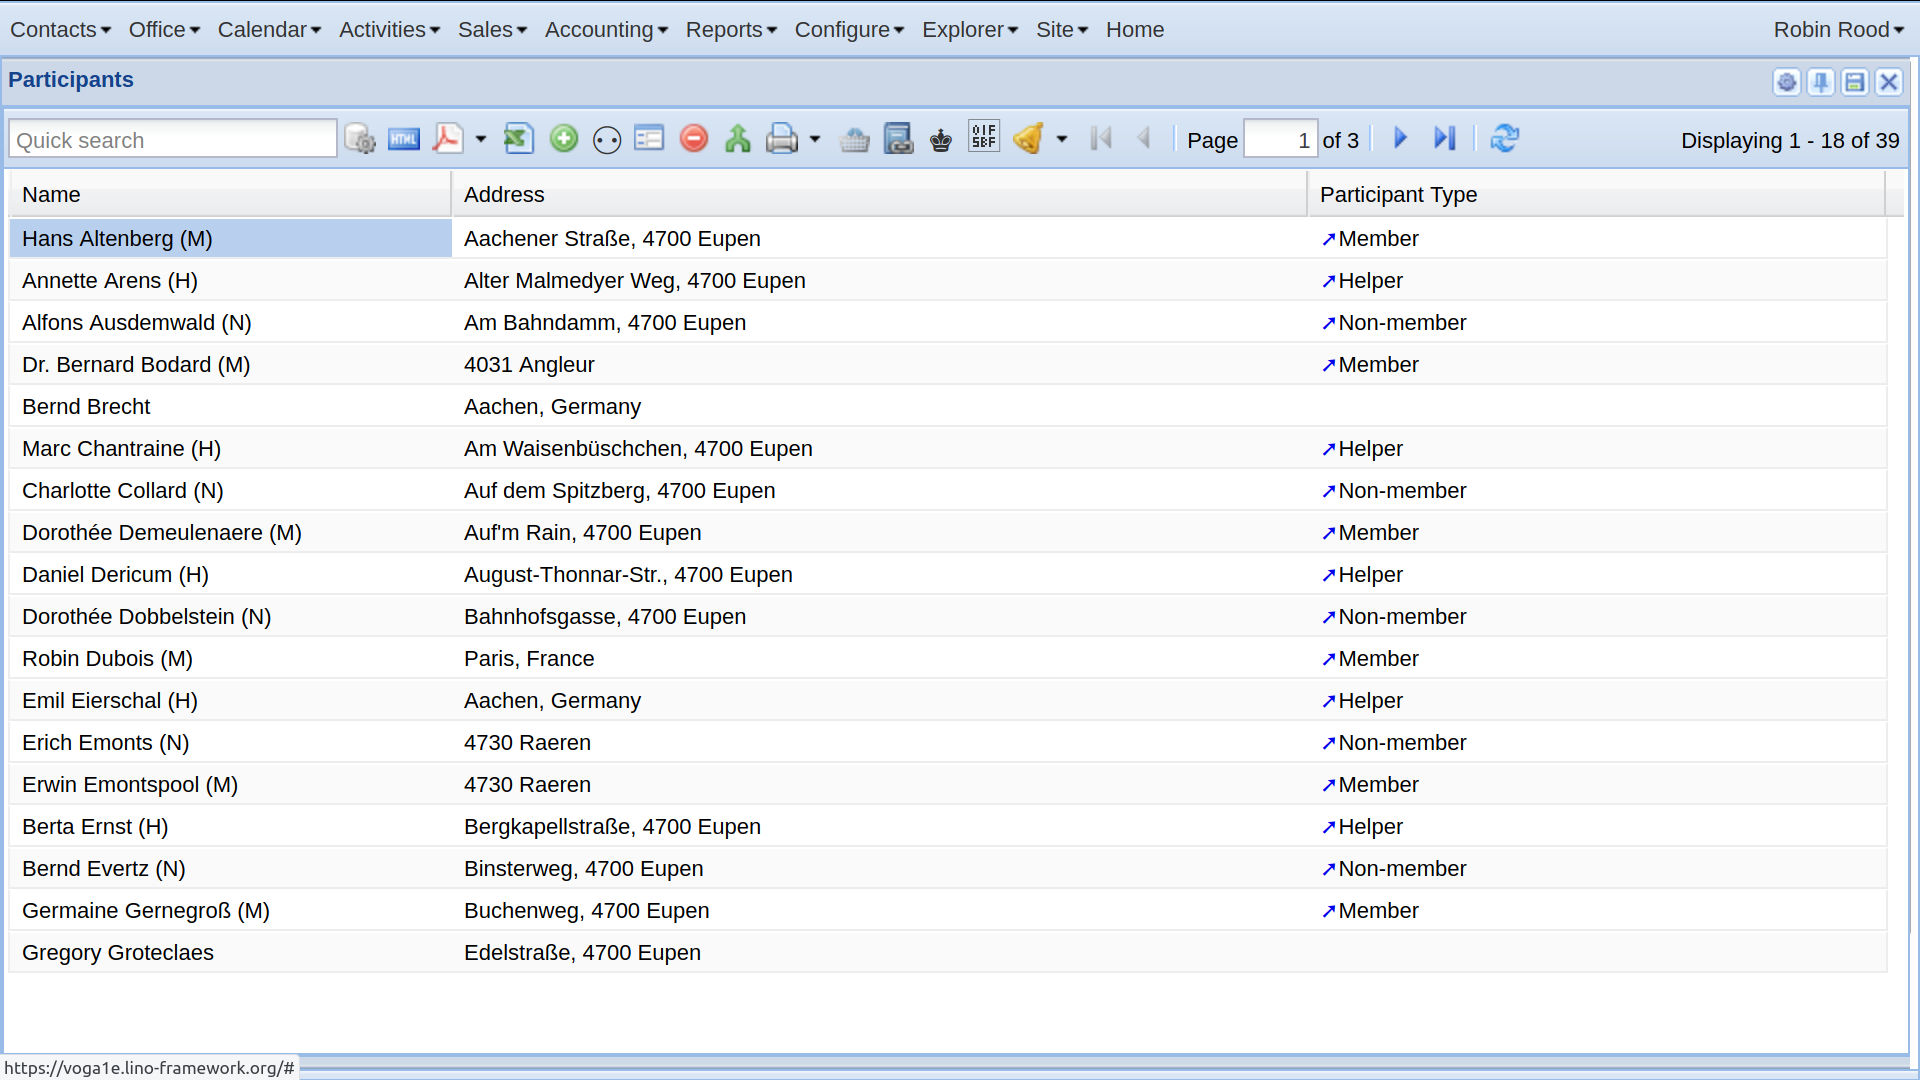 Contacts Office Calendar Activities Sales Accounting Reports Configure Explorer Site Home Robin Rood
Participants
Quick search HTML OIF SBF Page 1 of 3 Displaying 1 - 18 of 39
Name Address Participant Type
Hans Altenberg (M) Aachener Straße, 4700 Eupen ↗Member
Annette Arens (H) Alter Malmedyer Weg, 4700 Eupen ↗Helper
Alfons Ausdemwald (N) Am Bahndamm, 4700 Eupen ↗Non-member
Dr. Bernard Bodard (M) 4031 Angleur ↗Member
Bernd Brecht Aachen, Germany
Marc Chantraine (H) Am Waisenbüschchen, 4700 Eupen ↗Helper
Charlotte Collard (N) Auf dem Spitzberg, 4700 Eupen ↗Non-member
Dorothée Demeulenaere (M) Auf'm Rain, 4700 Eupen ↗Member
Daniel Dericum (H) August-Thonnar-Str., 4700 Eupen ↗Helper
Dorothée Dobbelstein (N) Bahnhofsgasse, 4700 Eupen ↗Non-member
Robin Dubois (M) Paris, France ↗Member
Emil Eierschal (H) Aachen, Germany ↗Helper
Erich Emonts (N) 4730 Raeren ↗Non-member
Erwin Emontspool (M) 4730 Raeren ↗Member
Berta Ernst (H) Bergkapellstraße, 4700 Eupen ↗Helper
Bernd Evertz (N) Binsterweg, 4700 Eupen ↗Non-member
Germaine Gernegroß (M) Buchenweg, 4700 Eupen ↗Member
Gregory Groteclaes Edelstraße, 4700 Eupen
https://voga1e.lino-framework.org/#